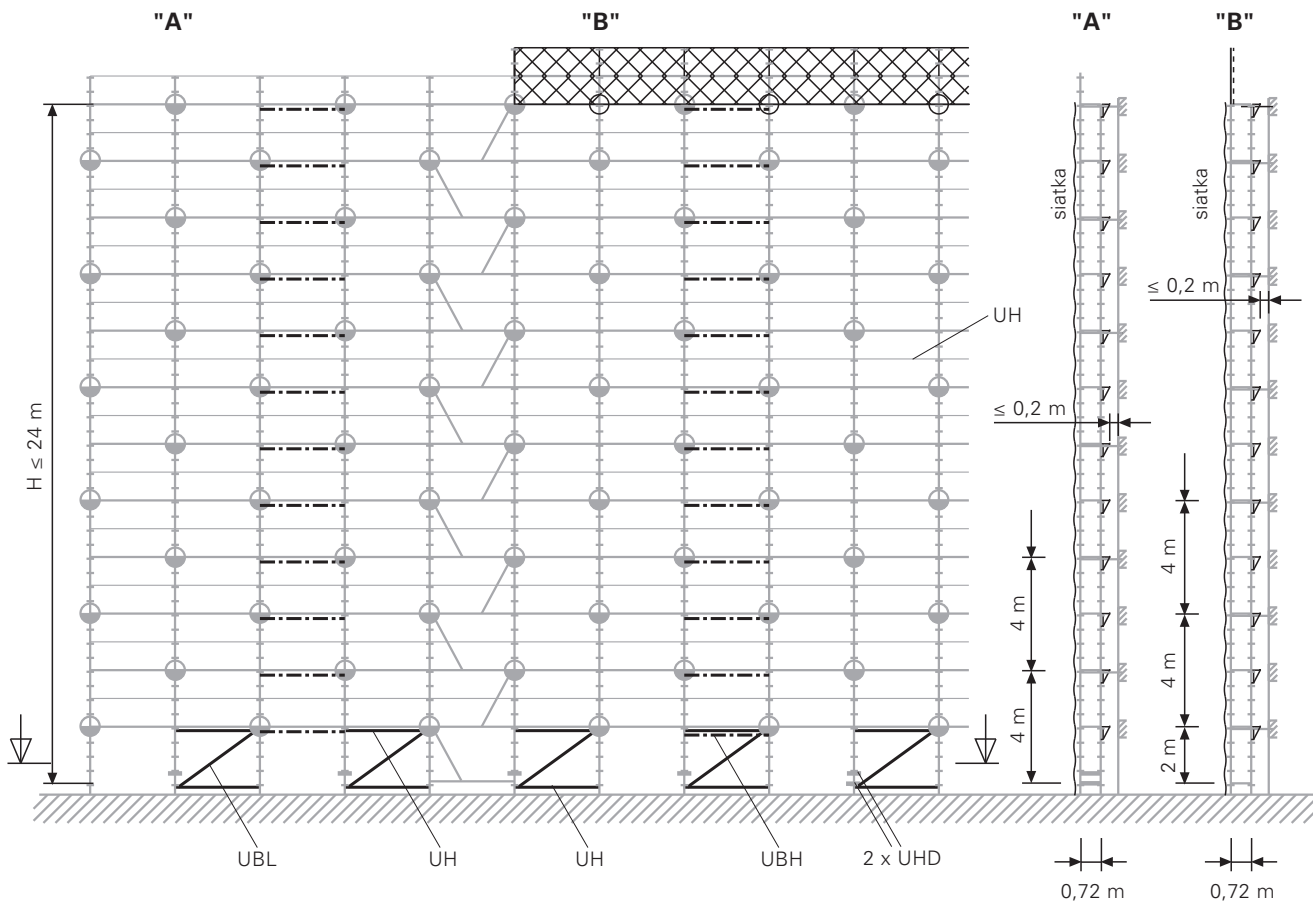 "A"
"B"
"A"
"B"
siatka
siatka
≤ 0,2 m
UH
≤ 0,2 m
H ≤ 24 m
4 m
4 m
4 m
4 m
4 m
2 m
UBL
UH
UH
UBH
2 x UHD
0,72 m
0,72 m